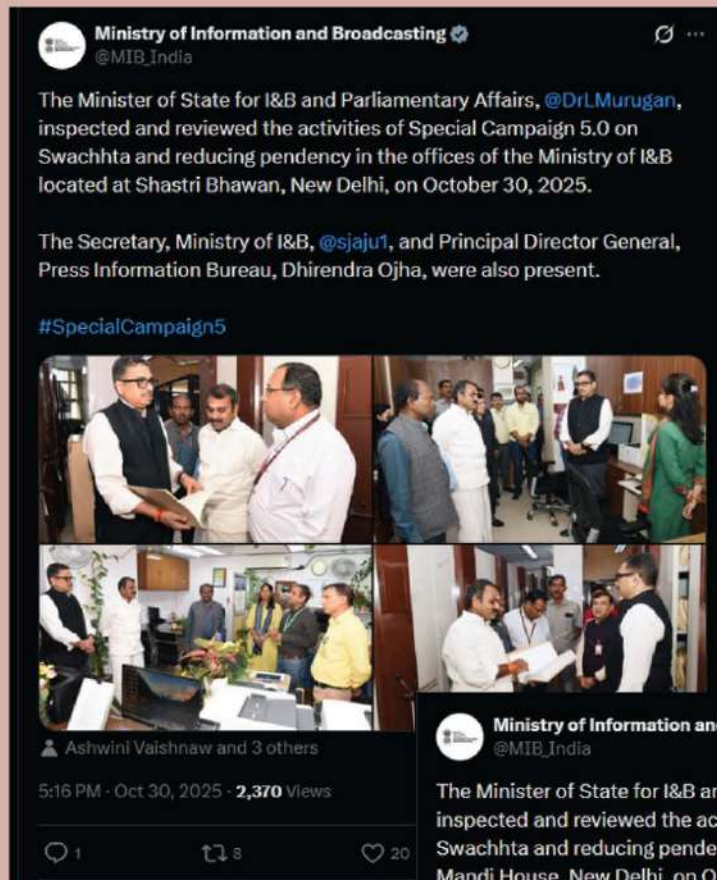 Ministry of Information and Broadcasting
@MIB_India
The Minister of State for I&B and Parliamentary Affairs, @DrLMurugan,
inspected and reviewed the activities of Special Campaign 5.0 on
Swachhta and reducing pendency in the offices of the Ministry of I&B
located at Shastri Bhawan, New Delhi, on October 30, 2025.
The Secretary, Ministry of I&B, @sjaju1, and Principal Director General,
Press Information Bureau, Dhirendra Ojha, were also present.
#SpecialCampaign5
Ashwini Vaishnaw and 3 others
5:16 PM · Oct 30, 2025 · 2,370 Views
1 8 20
Ministry of Information an
@MIB_India
The Minister of State for I&B a
inspected and reviewed the ac
Swachhta and reducing pende
Mandi House, New Delhi, on O